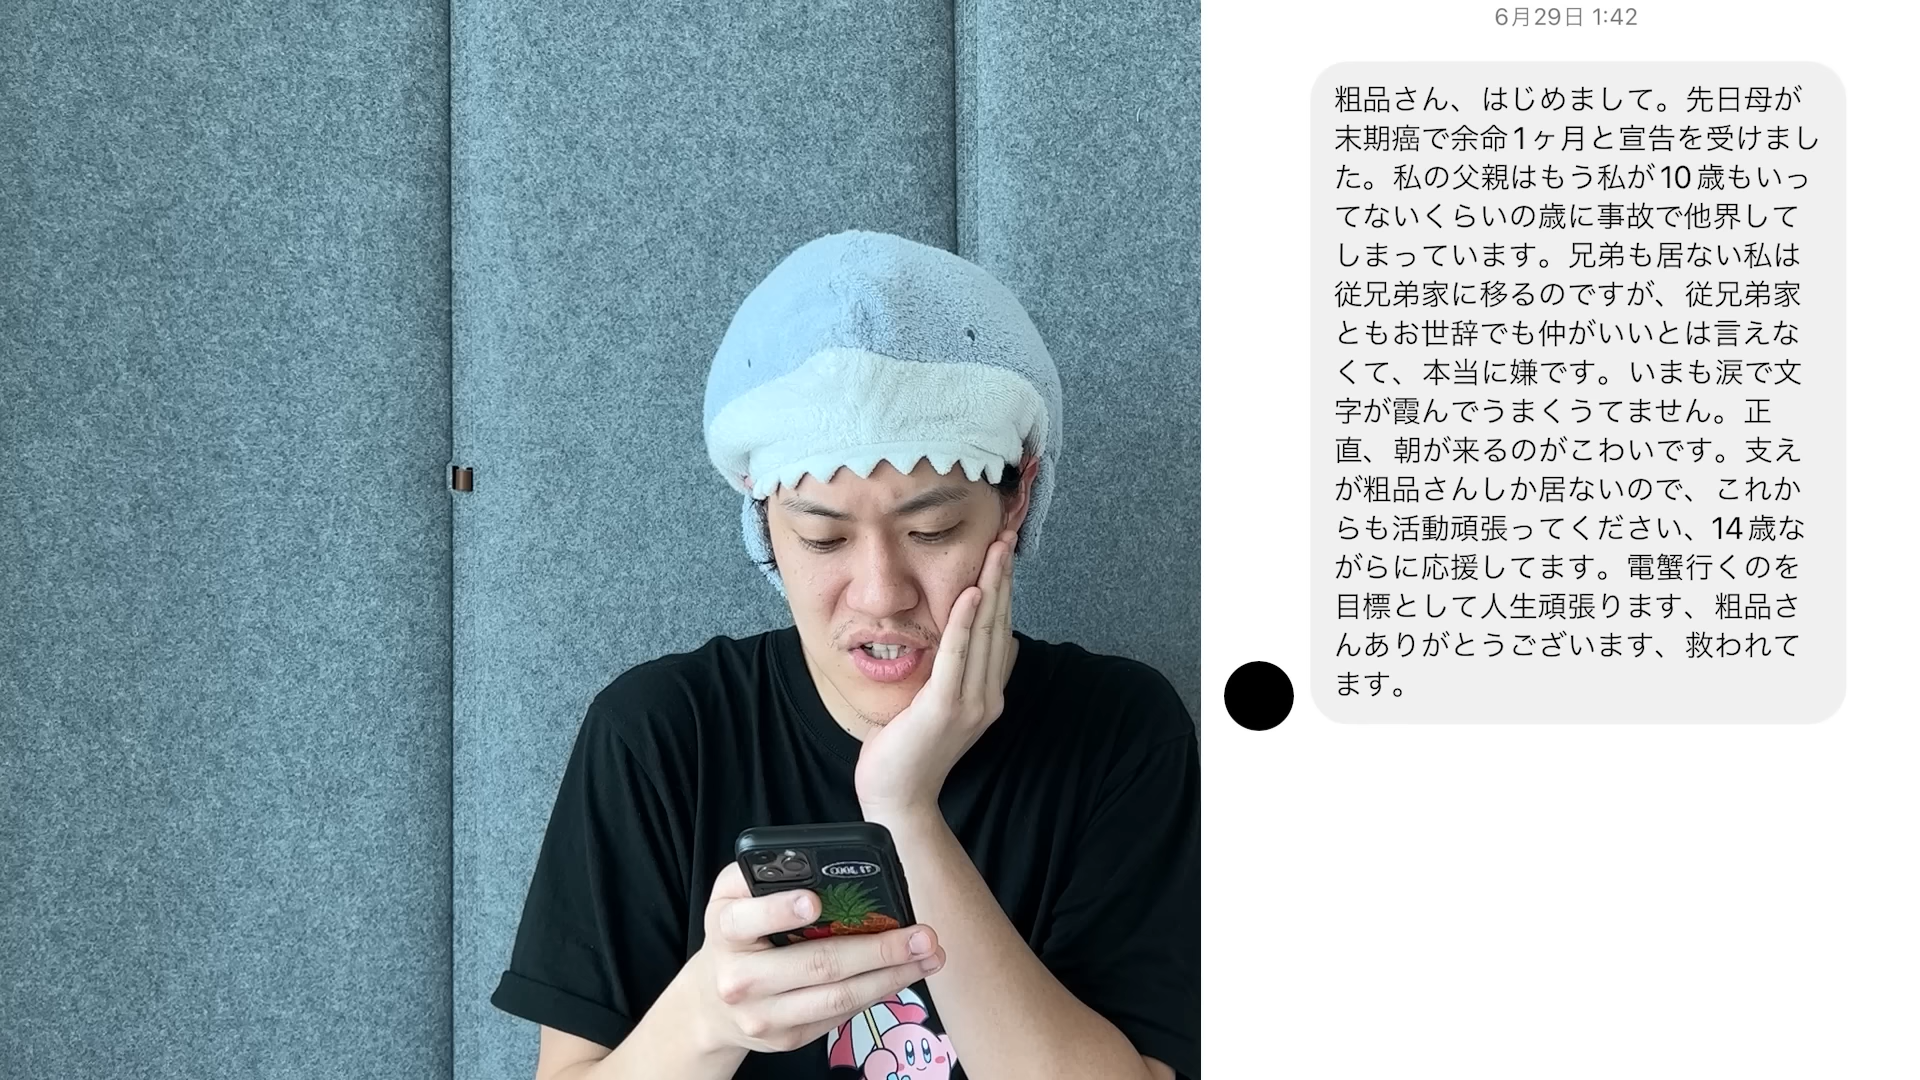 6月29日 1:42
粗品さん、はじめまして。先日母が
末期癌で余命1ヶ月と宣告を受けまし
た。私の父親はもう私が10歳もいっ
てないくらいの歳に事故で他界して
しまっています。兄弟も居ない私は
従兄弟家に移るのですが、従兄弟家
ともお世辞でも仲がいいとは言えな
くて、本当に嫌です。いまも涙で文
字が霞んでうまくうてません。正
直、朝が来るのがこわいです。支え
が粗品さんしか居ないので、これか
らも活動頑張ってください、14歳な
がらに応援してます。電蟹行くのを
目標として人生頑張ります、粗品さ
んありがとうございます、救われて
ます。
COOL IT